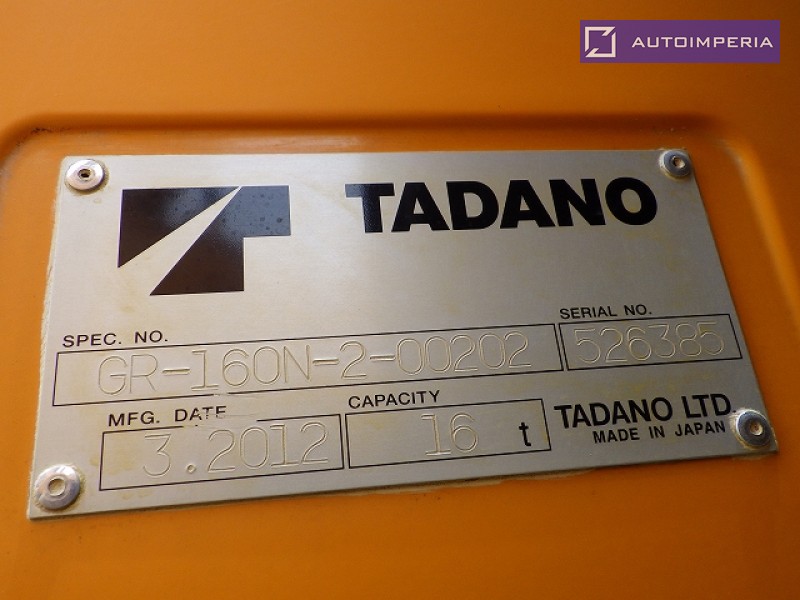 AUTOIMPERIA
TADANO
SPEC. NO.
SERIAL NO.
GR-160N-2-00202
526385
MFG. DATE
CAPACITY
3.2012
16 t
TADANO LTD.
MADE IN JAPAN